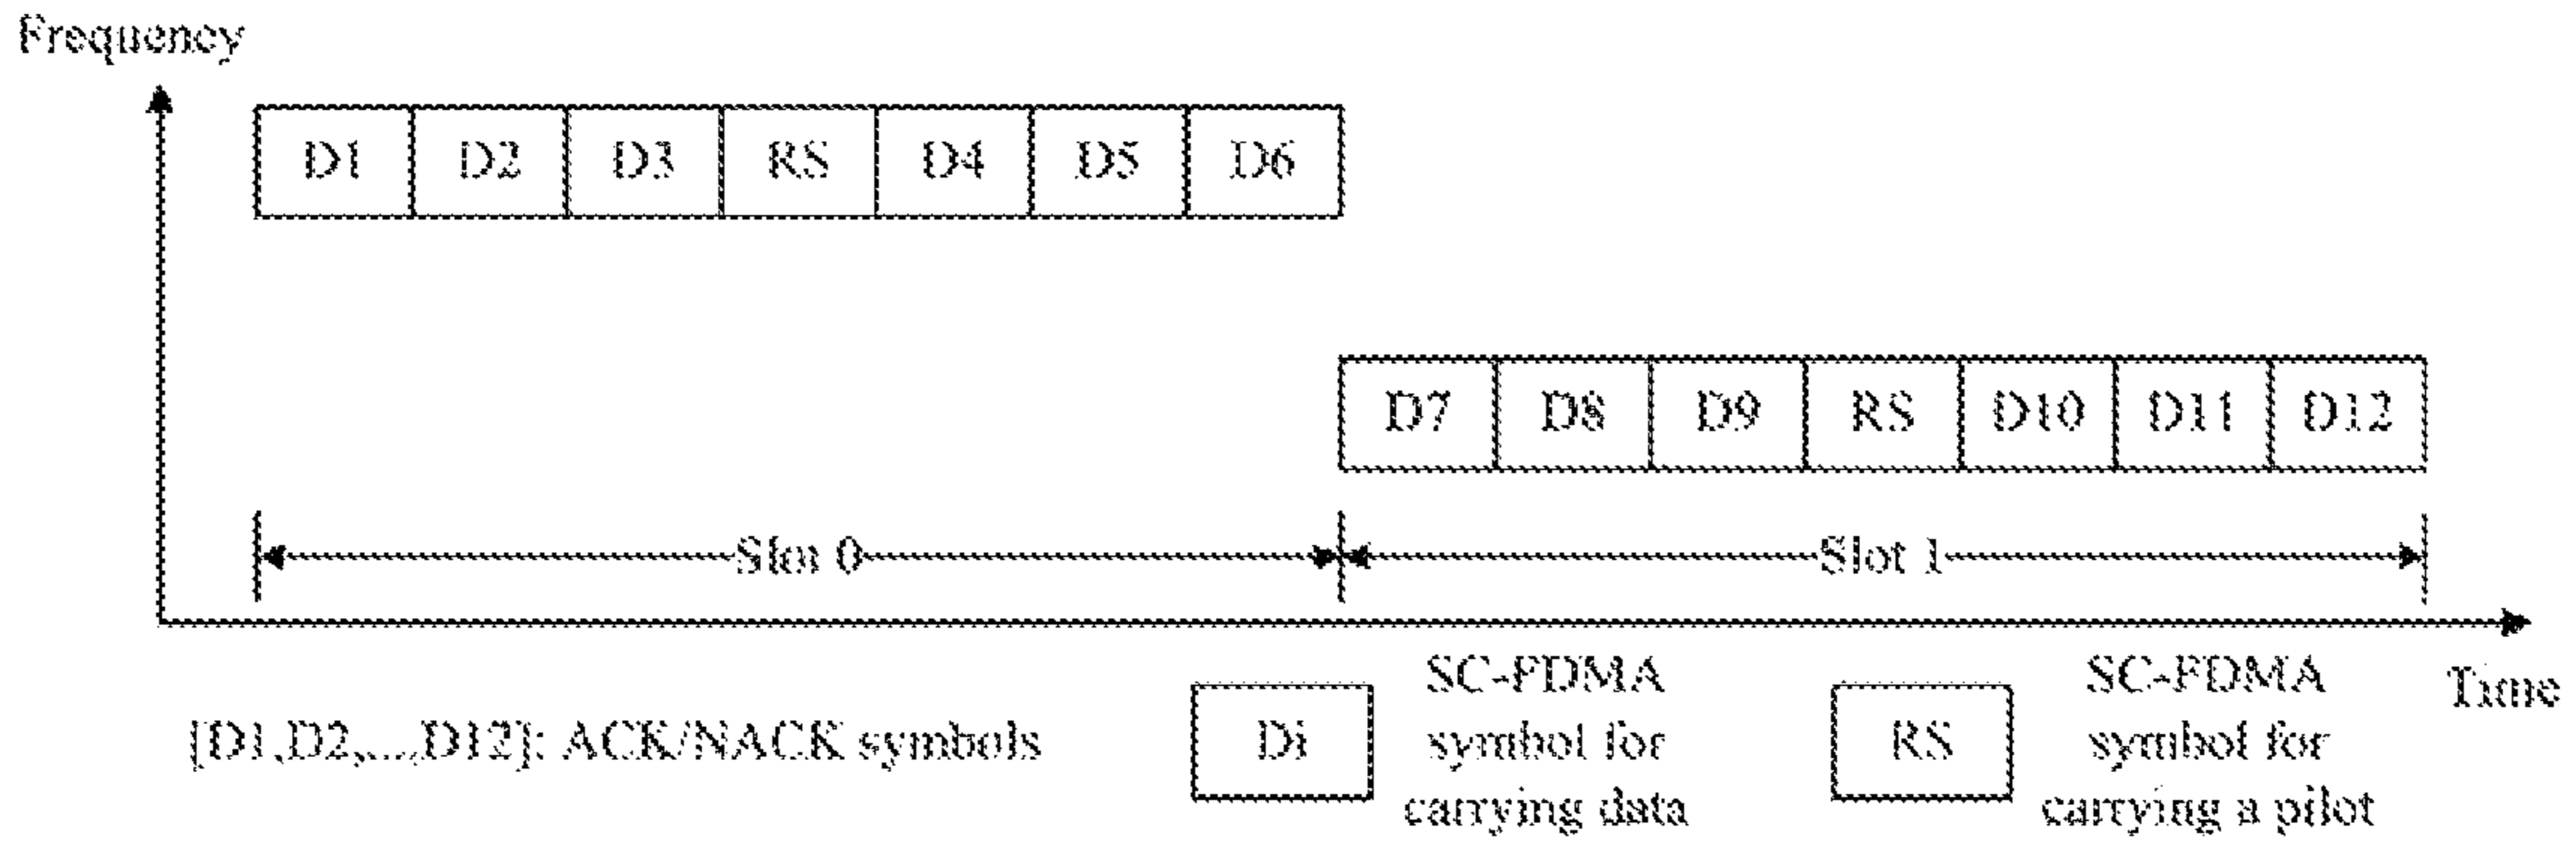 Frequency
D1 D2 D3 RS D4 D5 D6
D7 D8 D9 RS D10 D11 D12
Slot 0 Slot 1
Time
[D1,D2,...,D12]: ACK/NACK symbols
Di
SC-FDMA
symbol for
carrying data
RS
SC-FDMA
symbol for
carrying a pilot